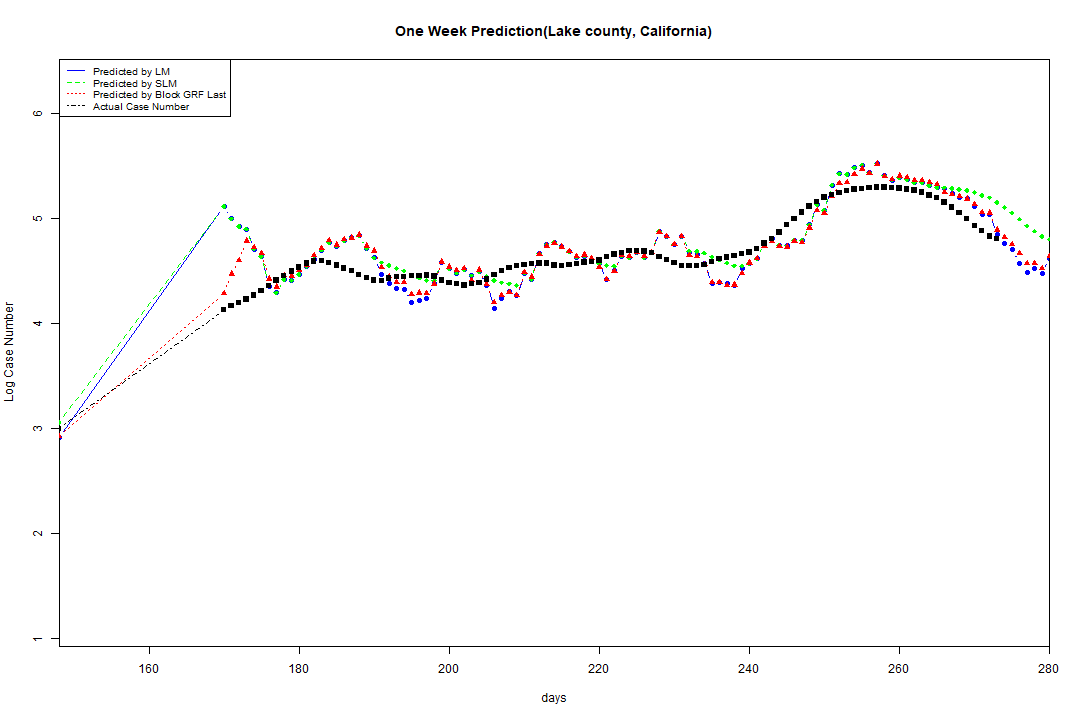 One Week Prediction(Lake county, California)
Predicted by LM
Predicted by SLM
Predicted by Block GRF Last
Actual Case Number
6
5
4
3
2
1
Log Case Number
160 180 200 220 240 260 280
days